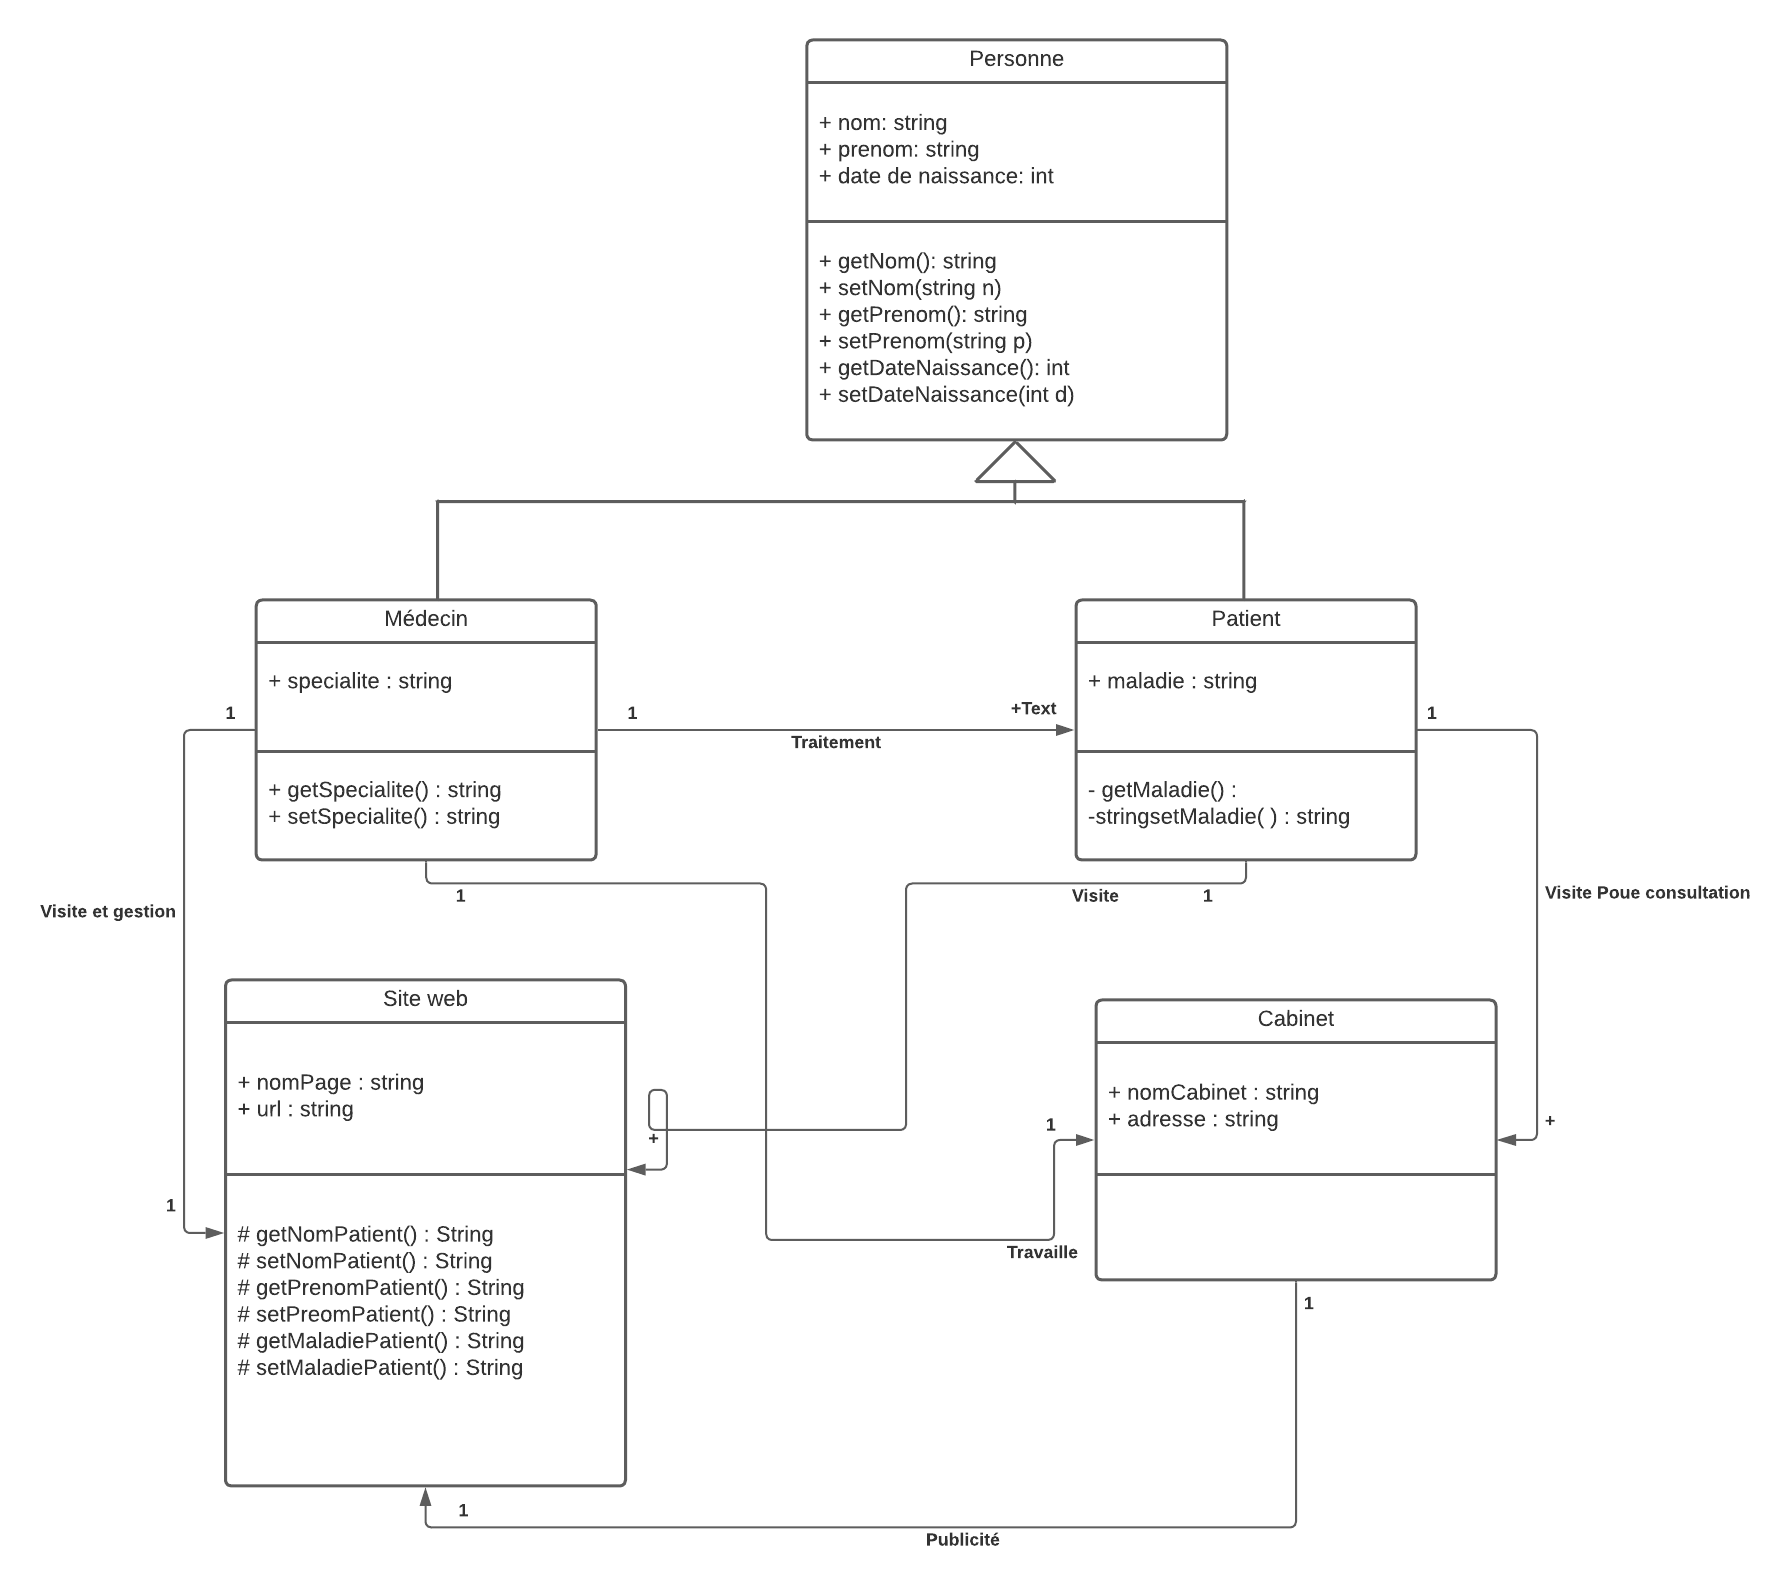 Personne
+ nom: string
+ prenom: string
+ date de naissance: int
+ getNom(): string
+ setNom(string n)
+ getPrenom(): string
+ setPrenom(string p)
+ getDateNaissance(): int
+ setDateNaissance(int d)
Médecin
+ specialite : string
+ getSpecialite() : string
+ setSpecialite() : string
Patient
+ maladie : string
- getMaladie() :
-stringsetMaladie( ) : string
1
1
+Text
Traitement
1
1
Visite
1
Visite et gestion
Visite Poue consultation
Site web
+ nomPage : string
+ url : string
# getNomPatient() : String
# setNomPatient() : String
# getPrenomPatient() : String
# setPreomPatient() : String
# getMaladiePatient() : String
# setMaladiePatient() : String
Cabinet
+ nomCabinet : string
+ adresse : string
+
1
+
1
Travaille
1
1
Publicité